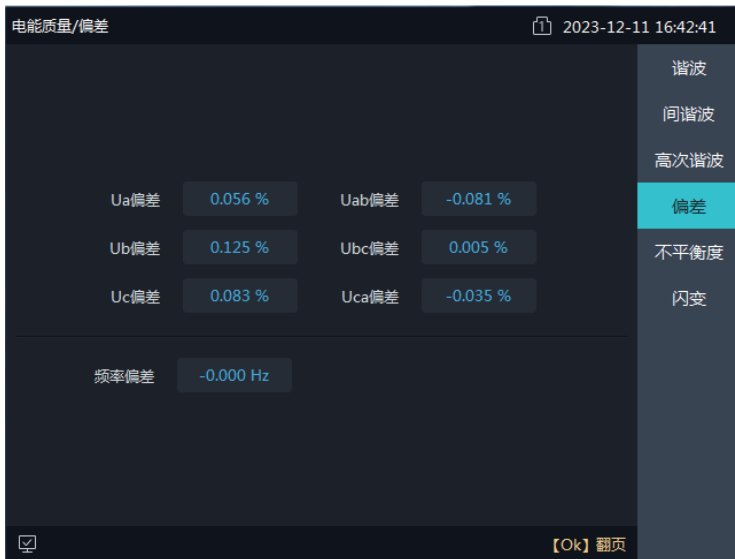 电能质量/偏差
1 2023-12-11 16:42:41
谐波
间谐波
高次谐波
偏差
不平衡度
闪变
Ua偏差 0.056 % Uab偏差 -0.081 %
Ub偏差 0.125 % Ubc偏差 0.005 %
Uc偏差 0.083 % Uca偏差 -0.035 %
频率偏差 -0.000 Hz
【Ok】翻页